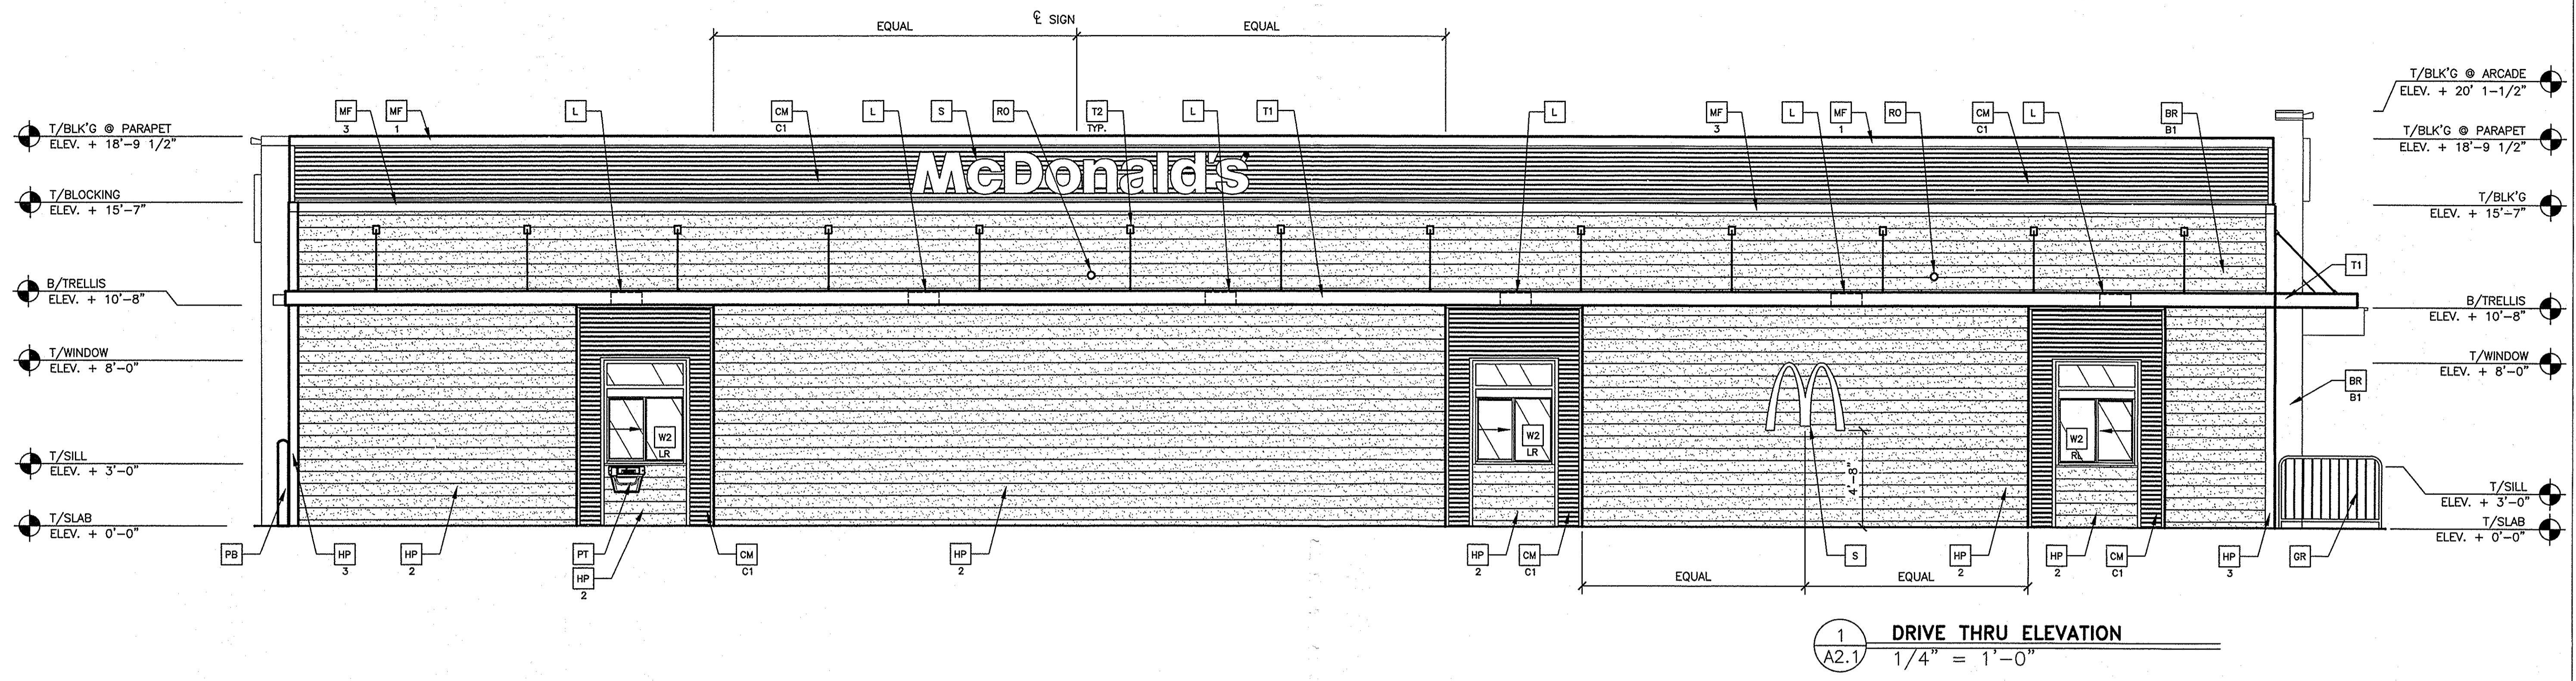 ℄ SIGN
EQUAL
EQUAL
MF
3
MF
1
L
CM
C1
L
S
RO
T2
TYP.
L
T1
L
MF
3
L
MF
1
RO
CM
C1
L
BR
B1
T/BLK'G @ PARAPET
ELEV. + 18'-9 1/2"
T/BLOCKING
ELEV. + 15'-7"
B/TRELLIS
ELEV. + 10'-8"
T/WINDOW
ELEV. + 8'-0"
T/SILL
ELEV. + 3'-0"
T/SLAB
ELEV. + 0'-0"
McDonald's
W2
LR
W2
LR
W2
RL
4'-8"
T/BLK'G @ ARCADE
ELEV. + 20' 1-1/2"
T/BLK'G @ PARAPET
ELEV. + 18'-9 1/2"
T/BLK'G
ELEV. + 15'-7"
T1
B/TRELLIS
ELEV. + 10'-8"
T/WINDOW
ELEV. + 8'-0"
BR
B1
T/SILL
ELEV. + 3'-0"
T/SLAB
ELEV. + 0'-0"
PB
HP
3
HP
2
PT
HP
2
CM
C1
HP
2
HP
2
CM
C1
S
HP
2
HP
2
CM
C1
HP
3
GR
EQUAL
EQUAL
1
A2.1
DRIVE THRU ELEVATION
1/4" = 1'-0"